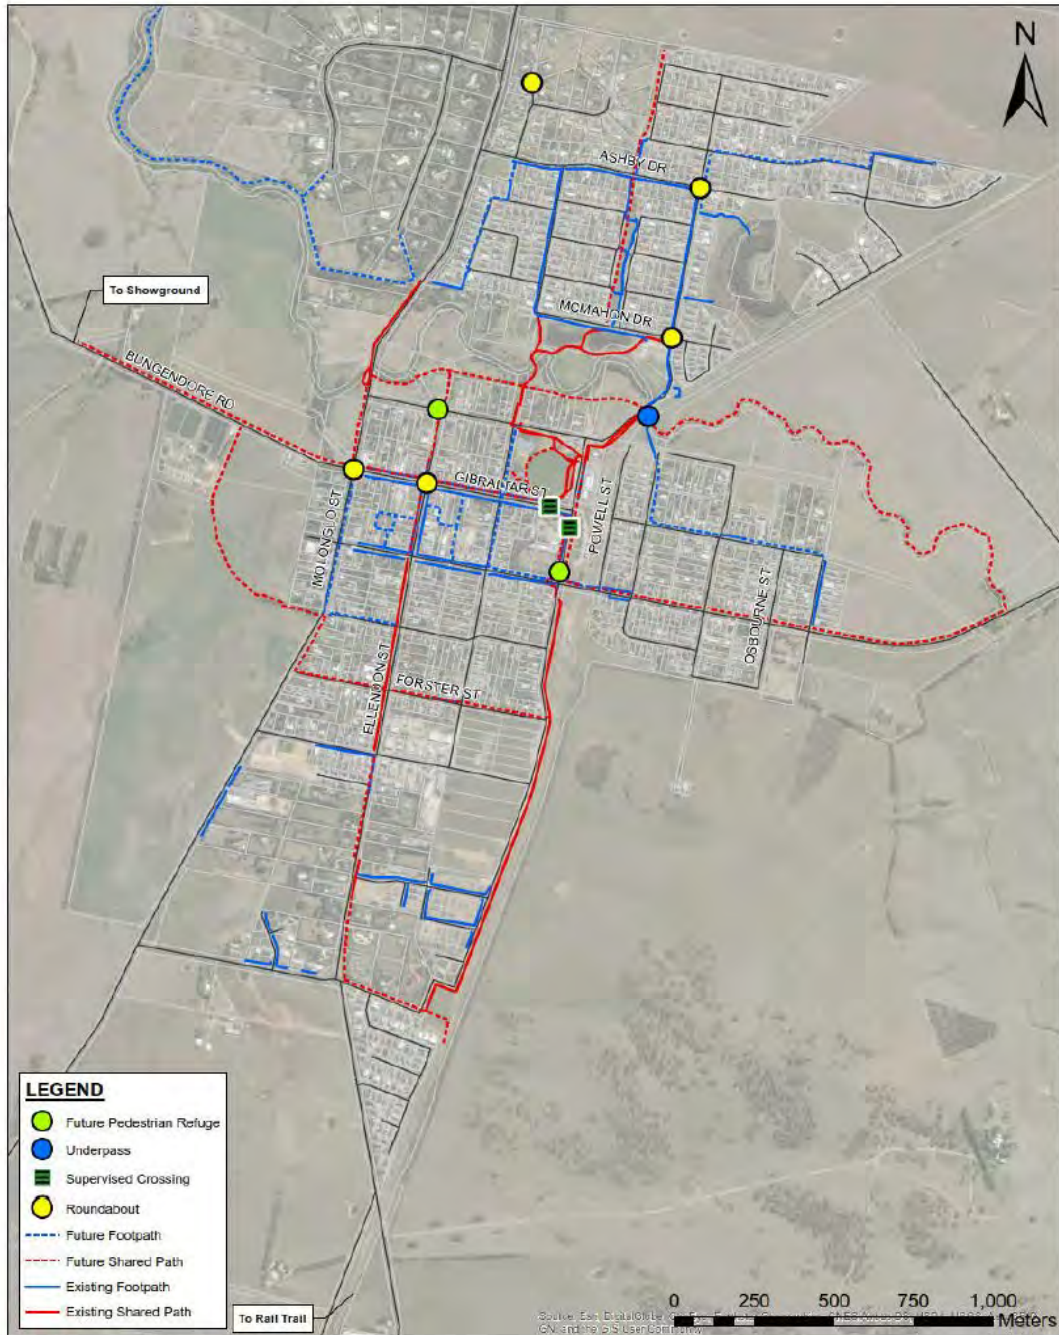 N
ASHBY DR
To Showground
MCMAHON DR
BUNGENDORE RD
GIBRALTAR ST
POWELL ST
MOLONGLO ST
OSBOURNE ST
ELLENDON ST
FORSTER ST
LEGEND
Future Pedestrian Refuge
Underpass
Supervised Crossing
Roundabout
Future Footpath
Future Shared Path
Existing Footpath
Existing Shared Path
To Rail Trail
0 250 500 750 1,000
Meters